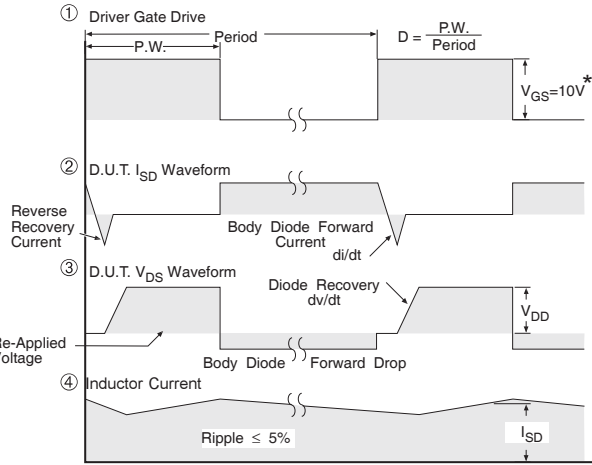 ① Driver Gate Drive
Period
P.W.
D = P.W. / Period
V_GS=10V*
② D.U.T. I_SD Waveform
Reverse
Recovery
Current
Body Diode Forward
Current
di/dt
③ D.U.T. V_DS Waveform
Diode Recovery
dv/dt
V_DD
Re-Applied
Voltage
Body Diode Forward Drop
④ Inductor Current
Ripple ≤ 5%
I_SD